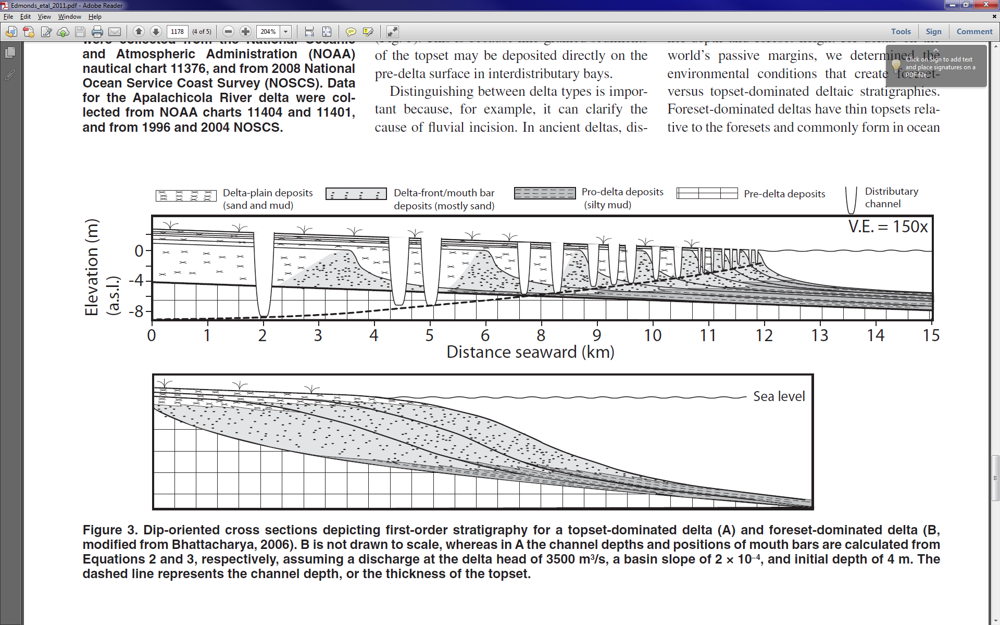 Edmonds_etal_2011.pdf - Adobe Reader
File Edit View Window Help
1178 (4 of 5) 204% Tools Sign Comment
Click on Sign to add text
and place signatures on a
PDF file.
were collected from the National Oceanic
and Atmospheric Administration (NOAA)
nautical chart 11376, and from 2008 National
Ocean Service Coast Survey (NOSCS). Data
for the Apalachicola River delta were col-
lected from NOAA charts 11404 and 11401,
and from 1996 and 2004 NOSCS.
of the topset may be deposited directly on the
pre-delta surface in interdistributary bays.
Distinguishing between delta types is impor-
tant because, for example, it can clarify the
cause of fluvial incision. In ancient deltas, dis-
world's passive margins, we determined the
environmental conditions that create foreset-
versus topset-dominated deltaic stratigraphies.
Foreset-dominated deltas have thin topsets rela-
tive to the foresets and commonly form in ocean
Delta-plain deposits
(sand and mud)
Delta-front/mouth bar
deposits (mostly sand)
Pro-delta deposits
(silty mud)
Pre-delta deposits
Distributary
channel
V.E. = 150x
Elevation (m)
(a.s.l.)
0
-4
-8
0 1 2 3 4 5 6 7 8 9 10 11 12 13 14 15
Distance seaward (km)
Sea level
Figure 3. Dip-oriented cross sections depicting first-order stratigraphy for a topset-dominated delta (A) and foreset-dominated delta (B,
modified from Bhattacharya, 2006). B is not drawn to scale, whereas in A the channel depths and positions of mouth bars are calculated from
Equations 2 and 3, respectively, assuming a discharge at the delta head of 3500 m³/s, a basin slope of 2 × 10⁻⁴, and initial depth of 4 m. The
dashed line represents the channel depth, or the thickness of the topset.